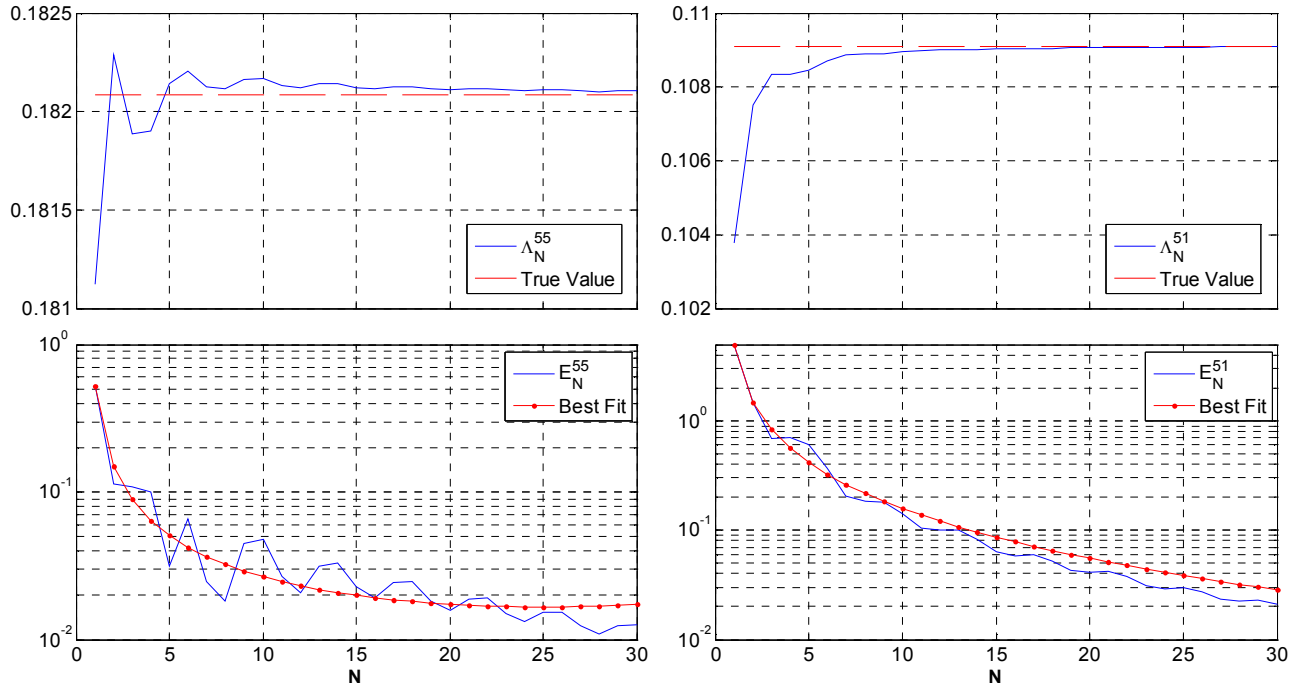 0.1825
0.182
0.1815
0.181
Λ_N^55
True Value
0.11
0.108
0.106
0.104
0.102
Λ_N^51
True Value
10^0
10^-1
10^-2
0 5 10 15 20 25 30
N
E_N^55
Best Fit
10^0
10^-1
10^-2
0 5 10 15 20 25 30
N
E_N^51
Best Fit